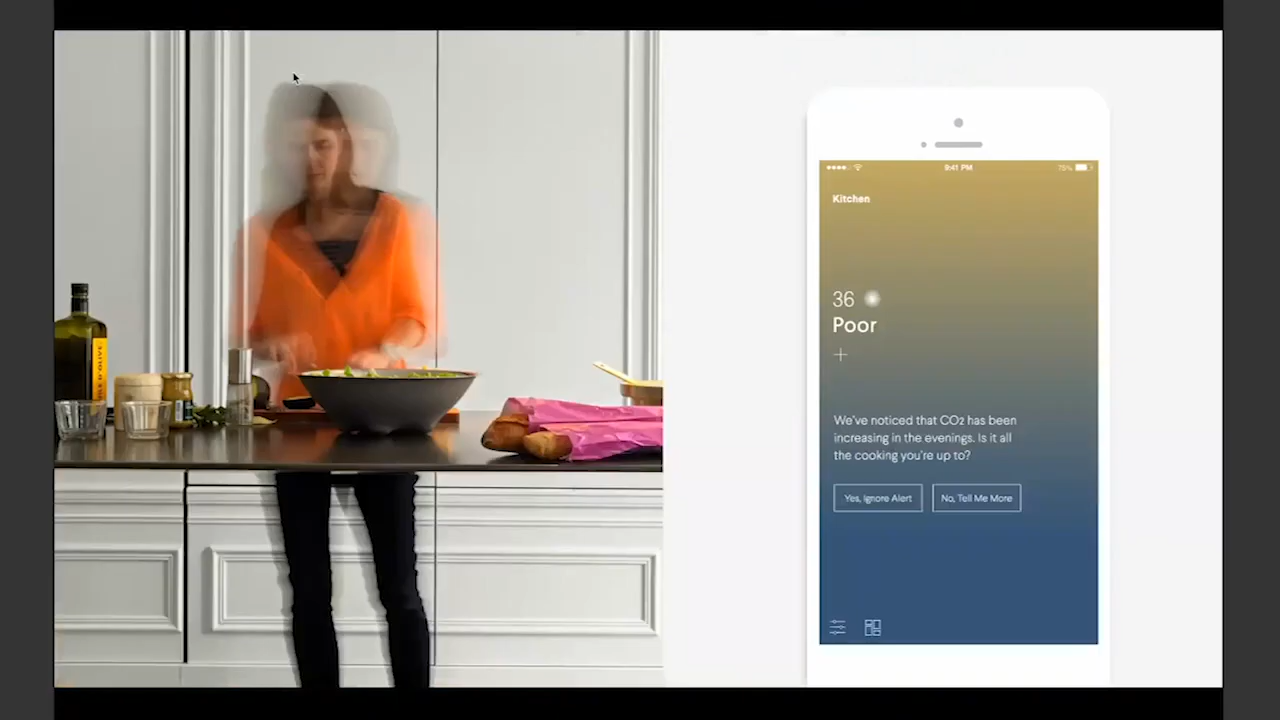 9:41 PM
75%
Kitchen
36
Poor
We've noticed that CO2 has been
increasing in the evenings. Is it all
the cooking you're up to?
Yes, Ignore Alert
No, Tell Me More